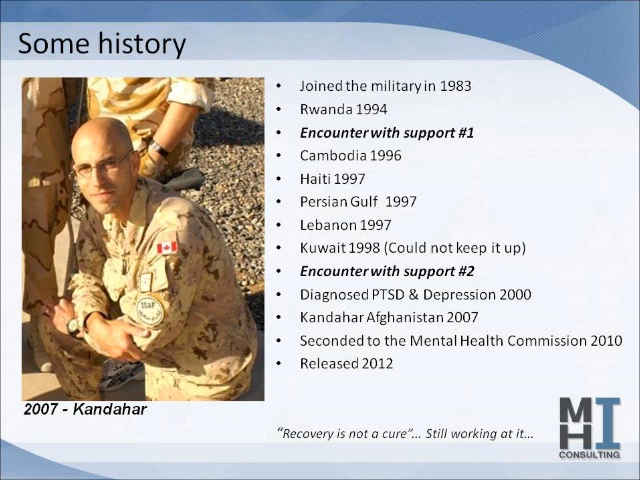 Some history
• Joined the military in 1983
• Rwanda 1994
• Encounter with support #1
• Cambodia 1996
• Haiti 1997
• Persian Gulf 1997
• Lebanon 1997
• Kuwait 1998 (Could not keep it up)
• Encounter with support #2
• Diagnosed PTSD & Depression 2000
• Kandahar Afghanistan 2007
• Seconded to the Mental Health Commission 2010
• Released 2012
ISAF
2007 - Kandahar
“Recovery is not a cure”... Still working at it...
MHI
CONSULTING